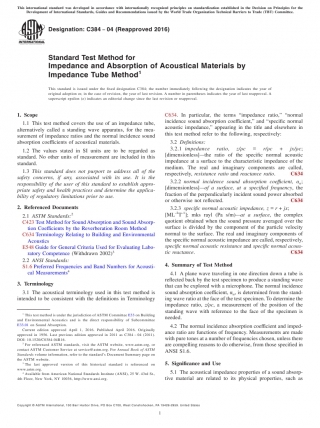 This international standard was developed in accordance with internationally recognized principles on standardization established in the Decision on Principles for the
Development of International Standards, Guides and Recommendations issued by the World Trade Organization Technical Barriers to Trade (TBT) Committee.
Designation: C384 − 04 (Reapproved 2016)
Standard Test Method for
Impedance and Absorption of Acoustical Materials by
Impedance Tube Method¹
This standard is issued under the fixed designation C384; the number immediately following the designation indicates the year of
original adoption or, in the case of revision, the year of last revision. A number in parentheses indicates the year of last reapproval. A
superscript epsilon (ε) indicates an editorial change since the last revision or reapproval.
1. Scope
1.1 This test method covers the use of an impedance tube,
alternatively called a standing wave apparatus, for the mea-
surement of impedance ratios and the normal incidence sound
absorption coefficients of acoustical materials.
1.2 The values stated in SI units are to be regarded as
standard. No other units of measurement are included in this
standard.
1.3 This standard does not purport to address all of the
safety concerns, if any, associated with its use. It is the
responsibility of the user of this standard to establish appro-
priate safety and health practices and determine the applica-
bility of regulatory limitations prior to use.
2. Referenced Documents
2.1 ASTM Standards:²
C423 Test Method for Sound Absorption and Sound Absorp-
tion Coefficients by the Reverberation Room Method
C634 Terminology Relating to Building and Environmental
Acoustics
E548 Guide for General Criteria Used for Evaluating Labo-
ratory Competence (Withdrawn 2002)³
2.2 ANSI Standards:
S1.6 Preferred Frequencies and Band Numbers for Acousti-
cal Measurements⁴
3. Terminology
3.1 The acoustical terminology used in this test method is
intended to be consistent with the definitions in Terminology
¹ This test method is under the jurisdiction of ASTM Committee E33 on Building
and Environmental Acoustics and is the direct responsibility of Subcommittee
E33.01 on Sound Absorption.
Current edition approved April 1, 2016. Published April 2016. Originally
approved in 1956. Last previous edition approved in 2011 as C384 – 04 (2011).
DOI: 10.1520/C0384-04R16.
² For referenced ASTM standards, visit the ASTM website, www.astm.org, or
contact ASTM Customer Service at service@astm.org. For Annual Book of ASTM
Standards volume information, refer to the standard's Document Summary page on
the ASTM website.
³ The last approved version of this historical standard is referenced on
www.astm.org.
⁴ Available from American National Standards Institute (ANSI), 25 W. 43rd St.,
4th Floor, New York, NY 10036, http://www.ansi.org.
C634. In particular, the terms "impedance ratio," "normal
incidence sound absorption coefficient," and "specific normal
acoustic impedance," appearing in the title and elsewhere in
this test method refer to the following, respectively:
3.2 Definitions:
3.2.1 impedance ratio, z/ρc ≡ r/ρc + jx/ρc;
[dimensionless]—the ratio of the specific normal acoustic
impedance at a surface to the characteristic impedance of the
medium. The real and imaginary components are called,
respectively, resistance ratio and reactance ratio. C634
3.2.2 normal incidence sound absorption coefficient, αₙ;
[dimensionless]—of a surface, at a specified frequency, the
fraction of the perpendicularly incident sound power absorbed
or otherwise not reflected. C634
3.2.3 specific normal acoustic impedance, z ≡ r + jx;
[ML⁻²T⁻¹]; mks rayl (Pa s/m)—at a surface, the complex
quotient obtained when the sound pressure averaged over the
surface is divided by the component of the particle velocity
normal to the surface. The real and imaginary components of
the specific normal acoustic impedance are called, respectively,
specific normal acoustic resistance and specific normal acous-
tic reactance. C634
4. Summary of Test Method
4.1 A plane wave traveling in one direction down a tube is
reflected back by the test specimen to produce a standing wave
that can be explored with a microphone. The normal incidence
sound absorption coefficient, αₙ, is determined from the stand-
ing wave ratio at the face of the test specimen. To determine the
impedance ratio, z/ρc, a measurement of the position of the
standing wave with reference to the face of the specimen is
needed.
4.2 The normal incidence absorption coefficient and imped-
ance ratio are functions of frequency. Measurements are made
with pure tones at a number of frequencies chosen, unless there
are compelling reasons to do otherwise, from those specified in
ANSI S1.6.
5. Significance and Use
5.1 The acoustical impedance properties of a sound absorp-
tive material are related to its physical properties, such as
Copyright © ASTM International, 100 Barr Harbor Drive, PO Box C700, West Conshohocken, PA 19428-2959. United States
1